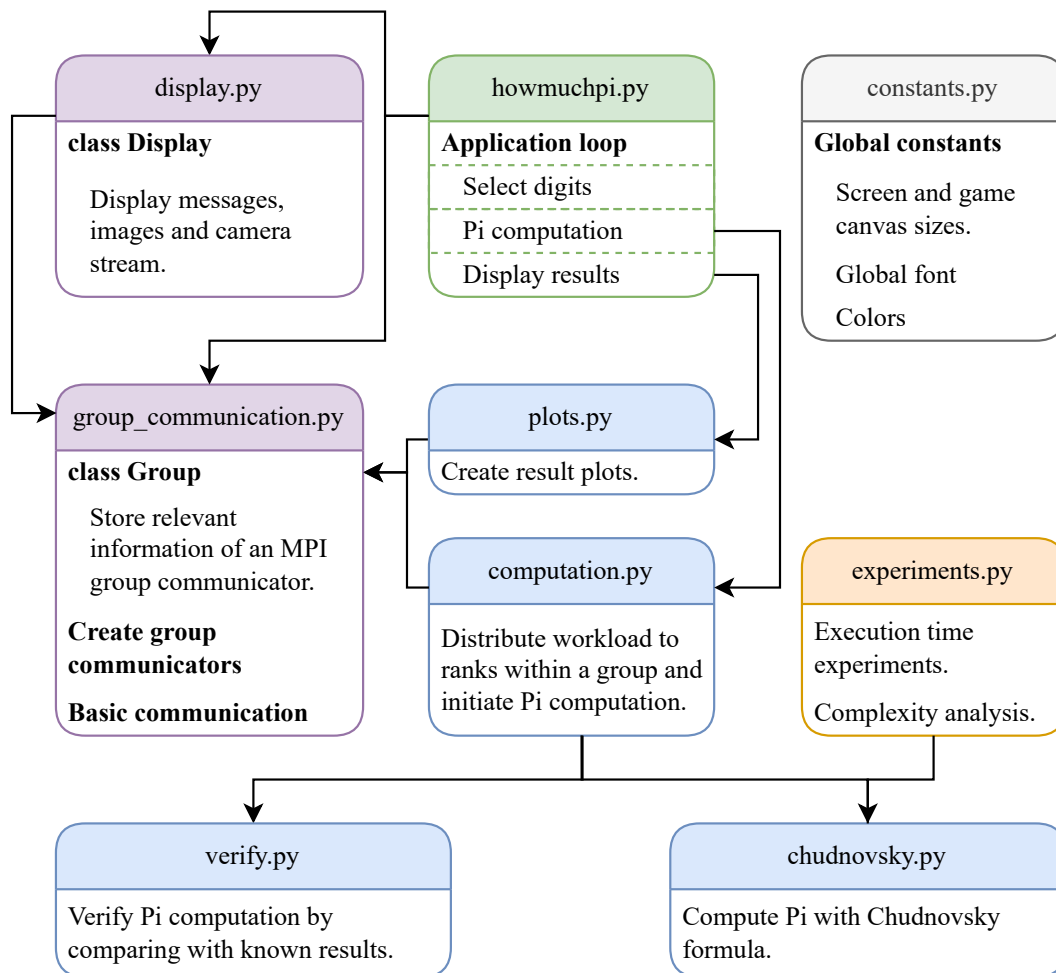 display.py
class Display
Display messages,
images and camera
stream.
howmuchpi.py
Application loop
Select digits
Pi computation
Display results
constants.py
Global constants
Screen and game
canvas sizes.
Global font
Colors
group_communication.py
class Group
Store relevant
information of an MPI
group communicator.
Create group
communicators
Basic communication
plots.py
Create result plots.
computation.py
Distribute workload to
ranks within a group and
initiate Pi computation.
experiments.py
Execution time
experiments.
Complexity analysis.
verify.py
Verify Pi computation by
comparing with known results.
chudnovsky.py
Compute Pi with Chudnovsky
formula.